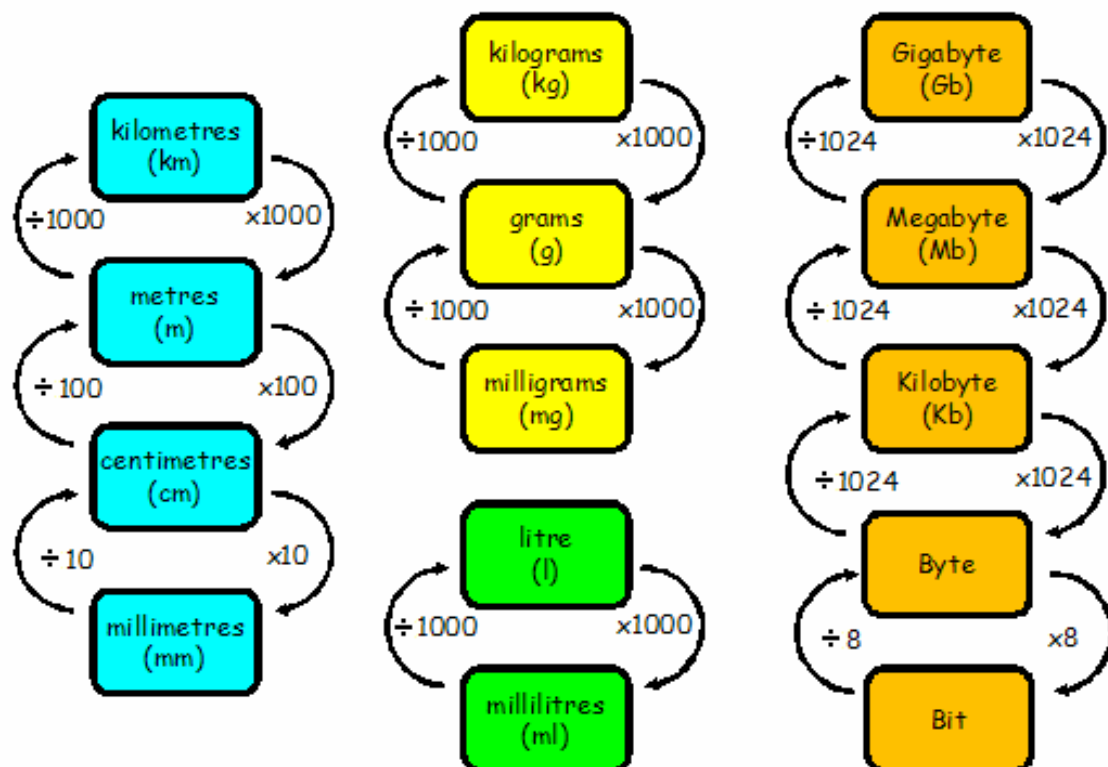 kilometres
(km)
÷1000
x1000
metres
(m)
÷100
x100
centimetres
(cm)
÷10
x10
millimetres
(mm)
kilograms
(kg)
÷1000
x1000
grams
(g)
÷1000
x1000
milligrams
(mg)
litre
(l)
÷1000
x1000
millilitres
(ml)
Gigabyte
(Gb)
÷1024
x1024
Megabyte
(Mb)
÷1024
x1024
Kilobyte
(Kb)
÷1024
x1024
Byte
÷8
x8
Bit